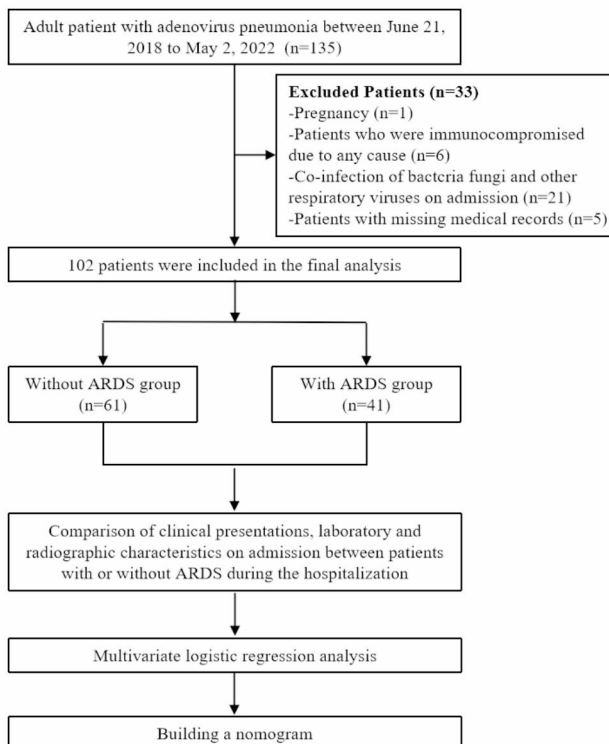 Adult patient with adenovirus pneumonia between June 21,
2018 to May 2, 2022 (n=135)
Excluded Patients (n=33)
-Pregnancy (n=1)
-Patients who were immunocompromised
due to any cause (n=6)
-Co-infection of bacteria fungi and other
respiratory viruses on admission (n=21)
-Patients with missing medical records (n=5)
102 patients were included in the final analysis
Without ARDS group
(n=61)
With ARDS group
(n=41)
Comparison of clinical presentations, laboratory and
radiographic characteristics on admission between patients
with or without ARDS during the hospitalization
Multivariate logistic regression analysis
Building a nomogram